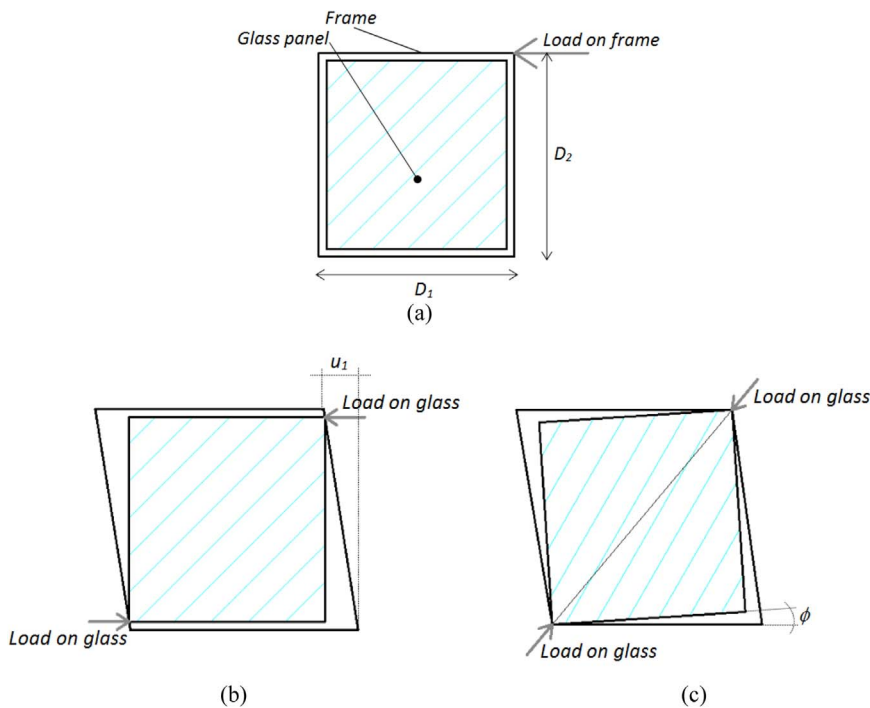 Frame
Glass panel
Load on frame
D₂
D₁
(a)
u₁
Load on glass
Load on glass
(b)
Load on glass
ϕ
Load on glass
(c)